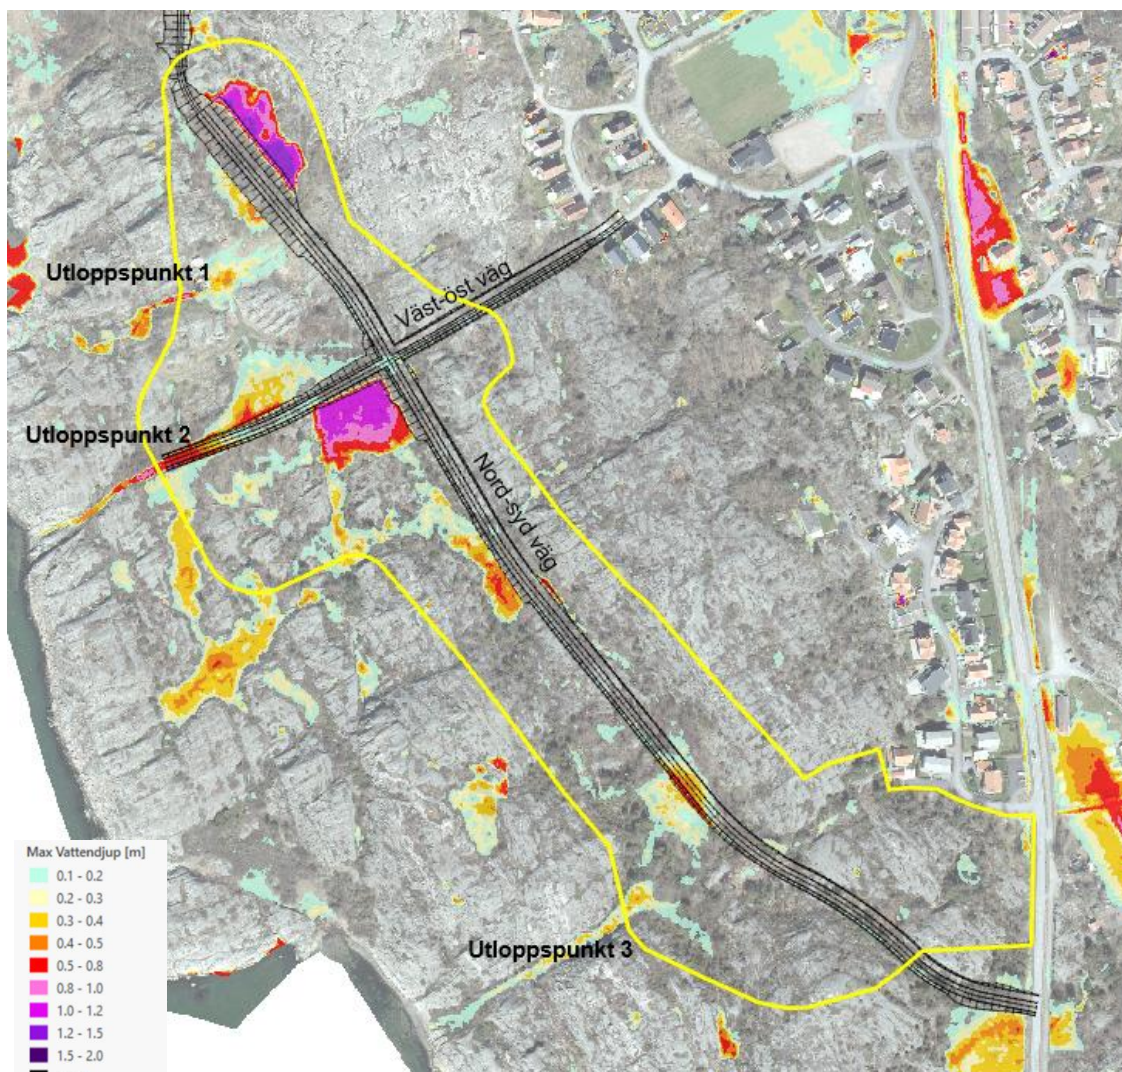 Utloppspunkt 1
Väst-öst väg
Utloppspunkt 2
Nord-syd väg
Utloppspunkt 3
Max Vattendjup [m]
0.1 - 0.2
0.2 - 0.3
0.3 - 0.4
0.4 - 0.5
0.5 - 0.8
0.8 - 1.0
1.0 - 1.2
1.2 - 1.5
1.5 - 2.0